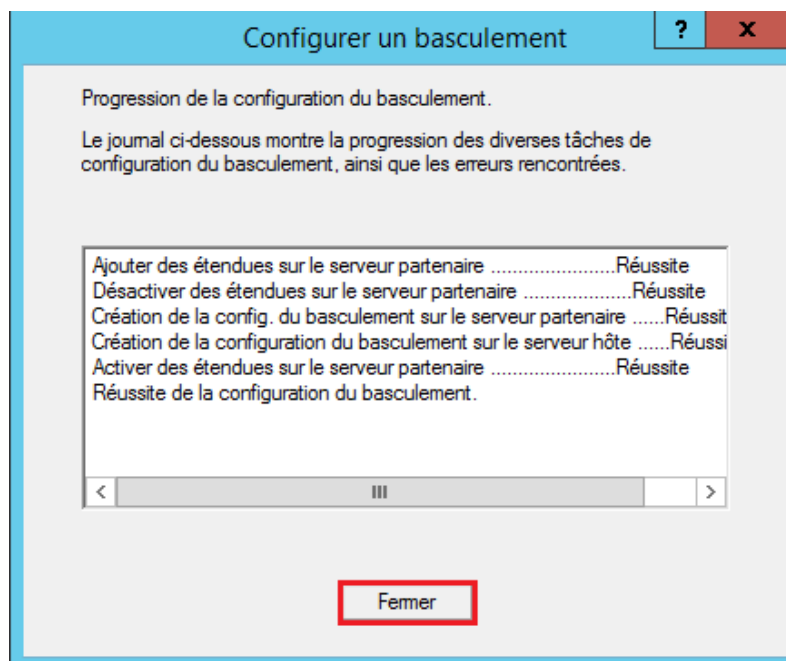 Configurer un basculement
?
x
Progression de la configuration du basculement.
Le journal ci-dessous montre la progression des diverses tâches de
configuration du basculement, ainsi que les erreurs rencontrées.
Ajouter des étendues sur le serveur partenaire .......................Réussite
Désactiver des étendues sur le serveur partenaire ....................Réussite
Création de la config. du basculement sur le serveur partenaire ......Réussit
Création de la configuration du basculement sur le serveur hôte ......Réussi
Activer des étendues sur le serveur partenaire .......................Réussite
Réussite de la configuration du basculement.
Fermer